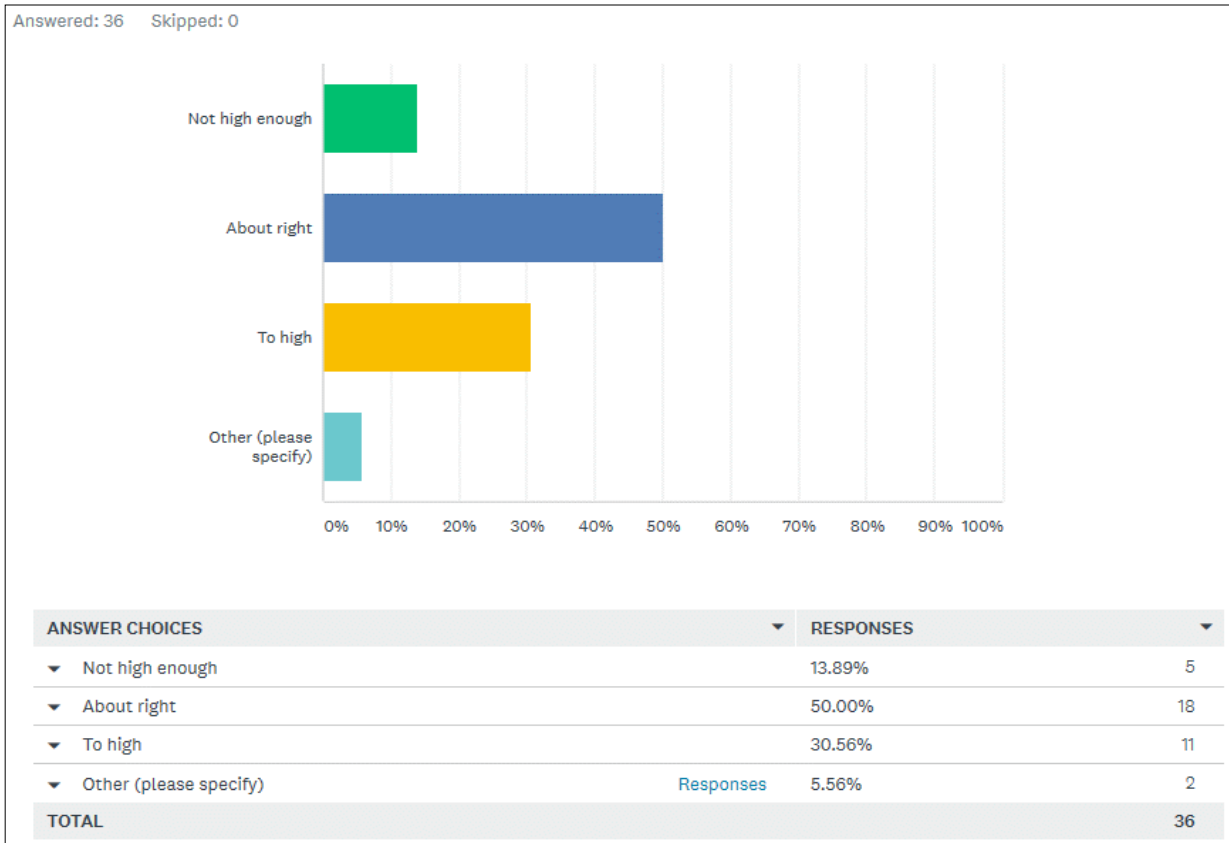 Answered: 36 Skipped: 0
Not high enough
About right
To high
Other (please
specify)
0% 10% 20% 30% 40% 50% 60% 70% 80% 90% 100%
ANSWER CHOICES RESPONSES
Not high enough 13.89% 5
About right 50.00% 18
To high 30.56% 11
Other (please specify) Responses 5.56% 2
TOTAL 36